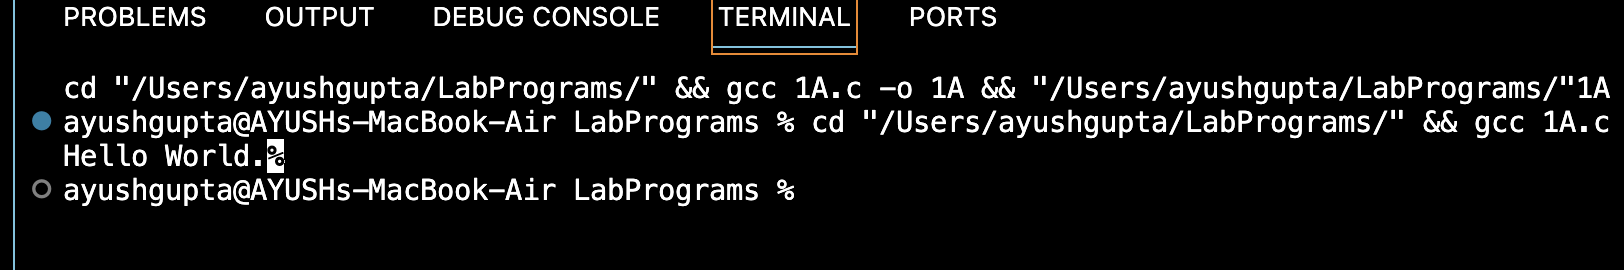 PROBLEMS OUTPUT DEBUG CONSOLE TERMINAL PORTS
cd "/Users/ayushgupta/LabPrograms/" && gcc 1A.c -o 1A && "/Users/ayushgupta/LabPrograms/"1A
ayushgupta@AYUSHs-MacBook-Air LabPrograms % cd "/Users/ayushgupta/LabPrograms/" && gcc 1A.c
Hello World.%
ayushgupta@AYUSHs-MacBook-Air LabPrograms %